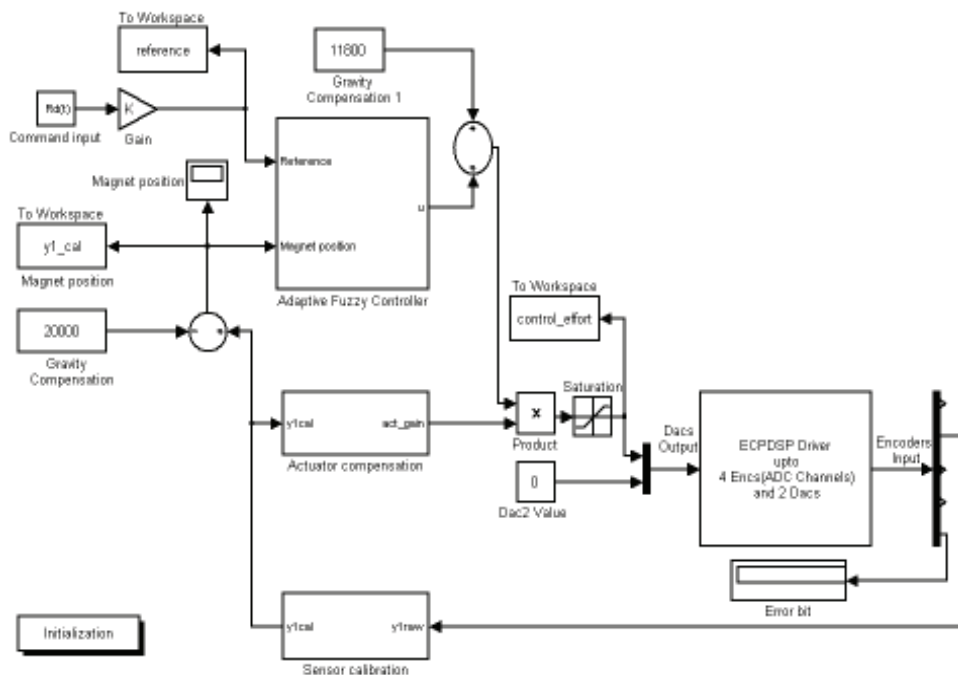 To Workspace
reference
11800
Gravity
Compensation 1
Rd(t)
Command input
K
Gain
Reference
Magnet position
u
Magnet position
Adaptive Fuzzy Controller
To Workspace
y1_cal
Magnet position
20000
Gravity
Compensation
To Workspace
control_effort
y1cal
act_gain
Actuator compensation
x
Product
Saturation
0
Dac2 Value
Dacs
Output
ECPDSP Driver
upto
4 Encs(ADC Channels)
and 2 Dacs
Encoders
Input
Error bit
Initialization
y1cal
y1raw
Sensor calibration